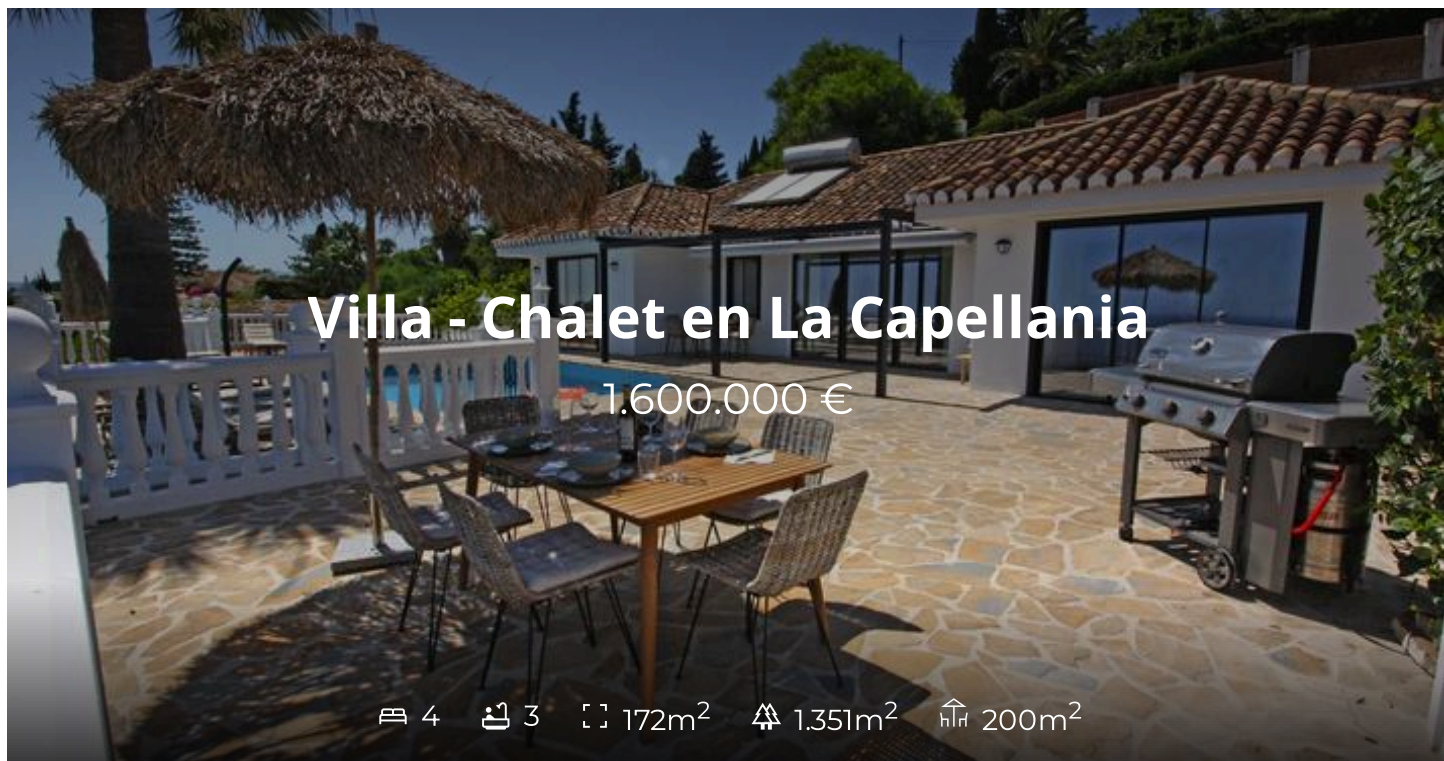 Villa - Chalet en La Capellania
1.600.000 €
4 3 172m² 1.351m² 200m²